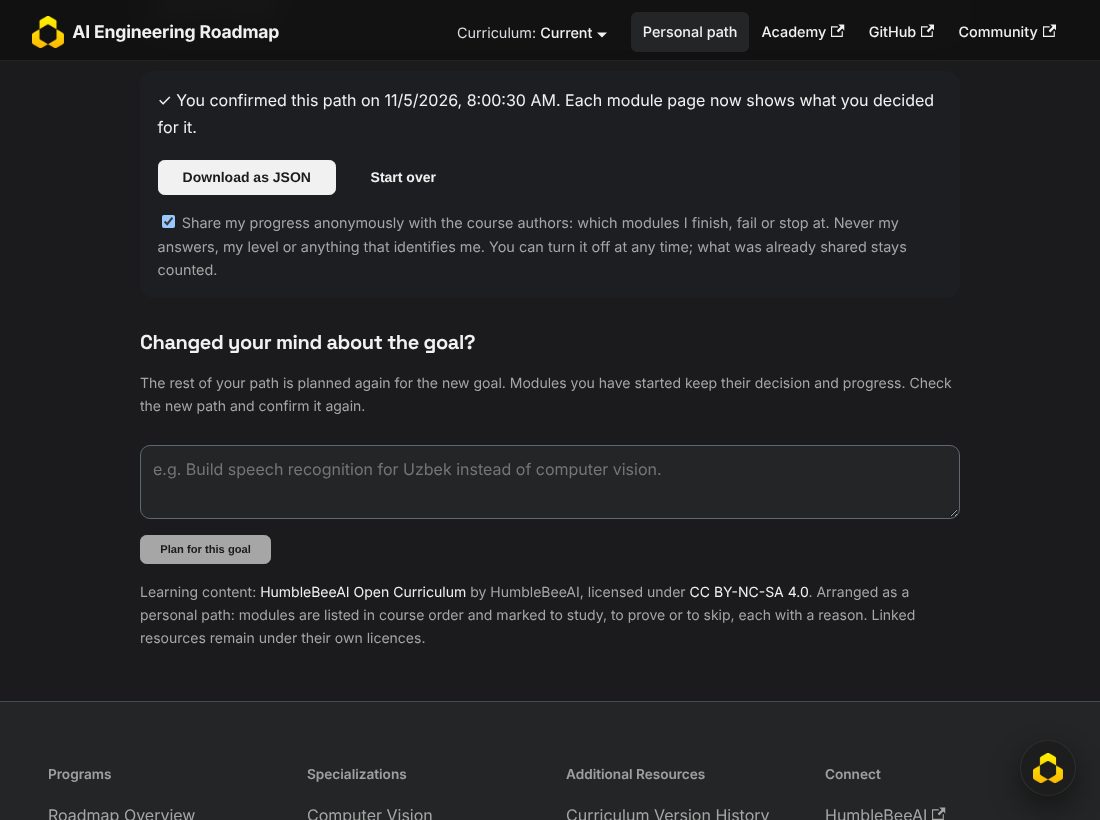 AI Engineering Roadmap
Curriculum: Current
Personal path
Academy
GitHub
Community
✓ You confirmed this path on 11/5/2026, 8:00:30 AM. Each module page now shows what you decided
for it.
Download as JSON
Start over
Share my progress anonymously with the course authors: which modules I finish, fail or stop at. Never my
answers, my level or anything that identifies me. You can turn it off at any time; what was already shared stays
counted.
Changed your mind about the goal?
The rest of your path is planned again for the new goal. Modules you have started keep their decision and progress. Check
the new path and confirm it again.
e.g. Build speech recognition for Uzbek instead of computer vision.
Plan for this goal
Learning content: HumbleBeeAI Open Curriculum by HumbleBeeAI, licensed under CC BY-NC-SA 4.0. Arranged as a
personal path: modules are listed in course order and marked to study, to prove or to skip, each with a reason. Linked
resources remain under their own licences.
Programs
Specializations
Additional Resources
Connect
Roadmap Overview
Computer Vision
Curriculum Version History
HumbleBeeAI